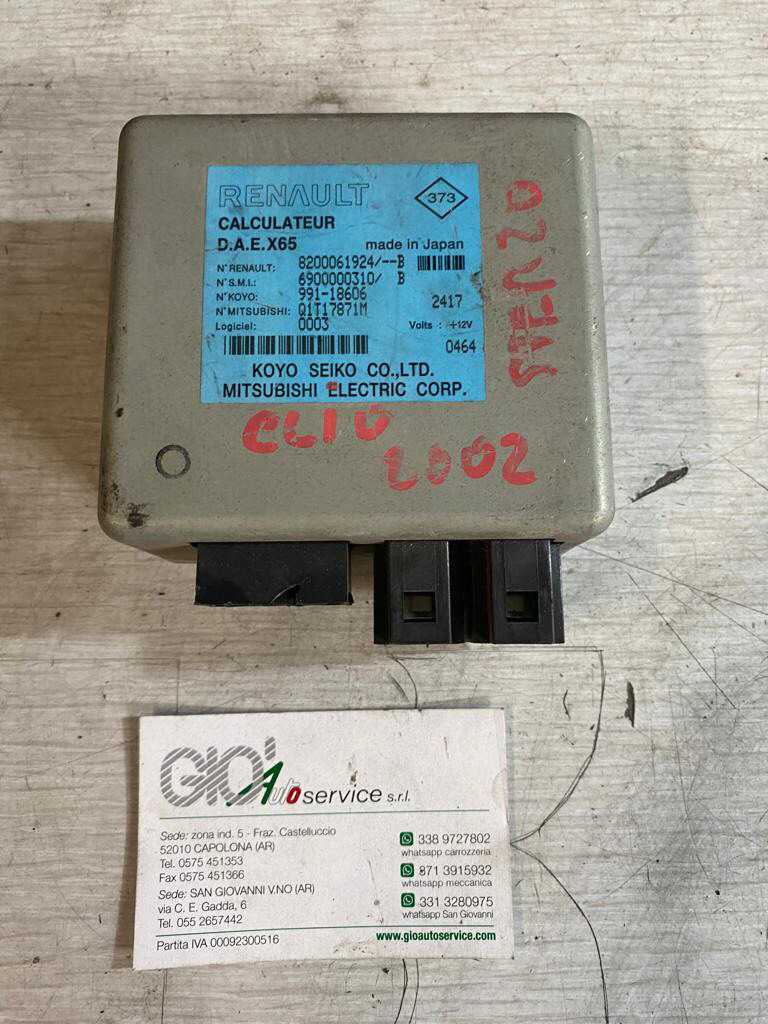 RENAULT
373
CALCULATEUR
D.A.E.X65 made in Japan
N° RENAULT: 8200061924/--B
N° S.M.I.: 6900000310/ B
N° KOYO: 991-18606 2417
N° MITSUBISHI: Q1T17871M
Logiciel: 0003 Volts : +12V
0464
KOYO SEIKO CO.,LTD.
MITSUBISHI ELECTRIC CORP.
CLIO
2002
GIO' Autoservice s.r.l.
Sede: zona ind. 5 - Fraz. Castelluccio
52010 CAPOLONA (AR)
Tel. 0575 451353
Fax 0575 451366
Sede: SAN GIOVANNI V.NO (AR)
via C. E. Gadda, 6
Tel. 055 2657442
Partita IVA 00092300516
338 9727802
whatsapp carrozzeria
871 3915932
whatsapp meccanica
331 3280975
whatsapp San Giovanni
www.gioautoservice.com